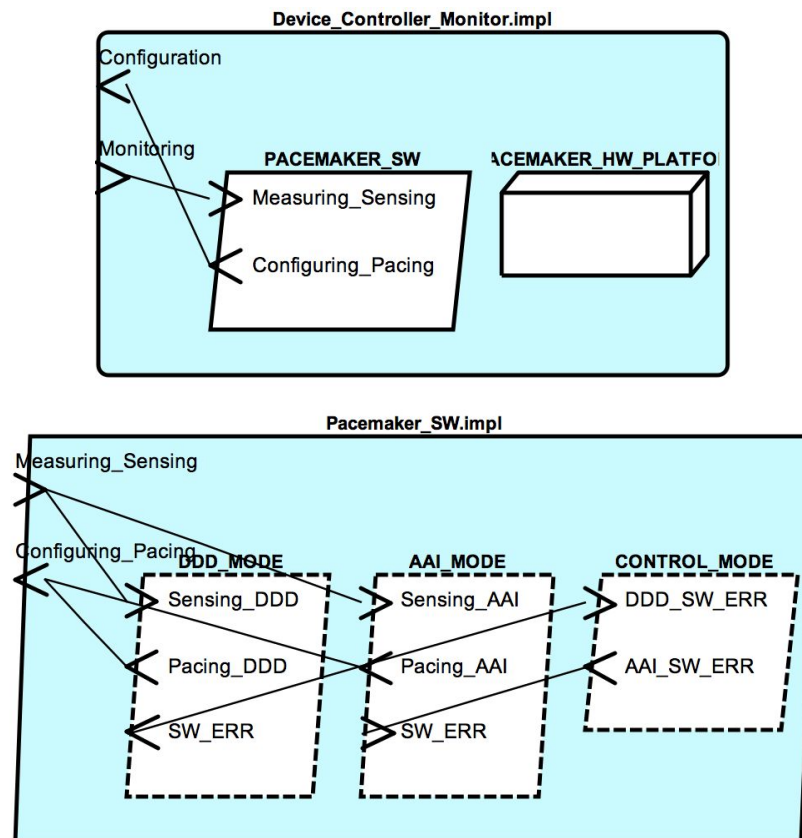 Device_Controller_Monitor.impl
Configuration
Monitoring
PACEMAKER_SW
ACEMAKER_HW_PLATFO
Measuring_Sensing
Configuring_Pacing
Pacemaker_SW.impl
Measuring_Sensing
Configuring_Pacing
DDD_MODE
AAI_MODE
CONTROL_MODE
Sensing_DDD
Sensing_AAI
DDD_SW_ERR
Pacing_DDD
Pacing_AAI
AAI_SW_ERR
SW_ERR
SW_ERR